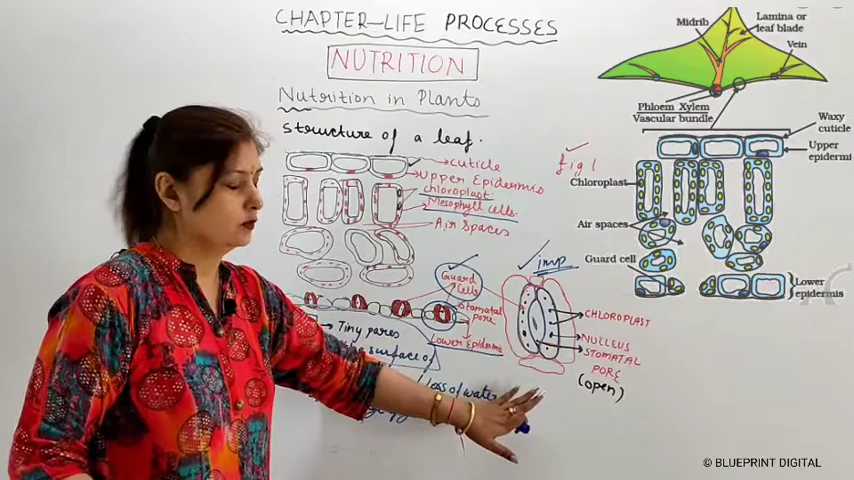 CHAPTER-LIFE PROCESSES
NUTRITION
Nutrition in Plants
Structure of a leaf.
cuticle
Upper Epidermis
chloroplast
Mesophyll cells.
Air Spaces
fig 1
imp
Guard
cells
Stomatal
pore
Lower Epidermis
Tiny pores
surface of
loss of water
CHLOROPLAST
NUCLEUS
STOMATAL
PORE
(open)
Midrib
Lamina or
leaf blade
Vein
Phloem Xylem
Vascular bundle
Waxy
cuticle
Upper
epidermi
Chloroplast
Air spaces
Guard cell
Lower
epidermis
© BLUEPRINT DIGITAL